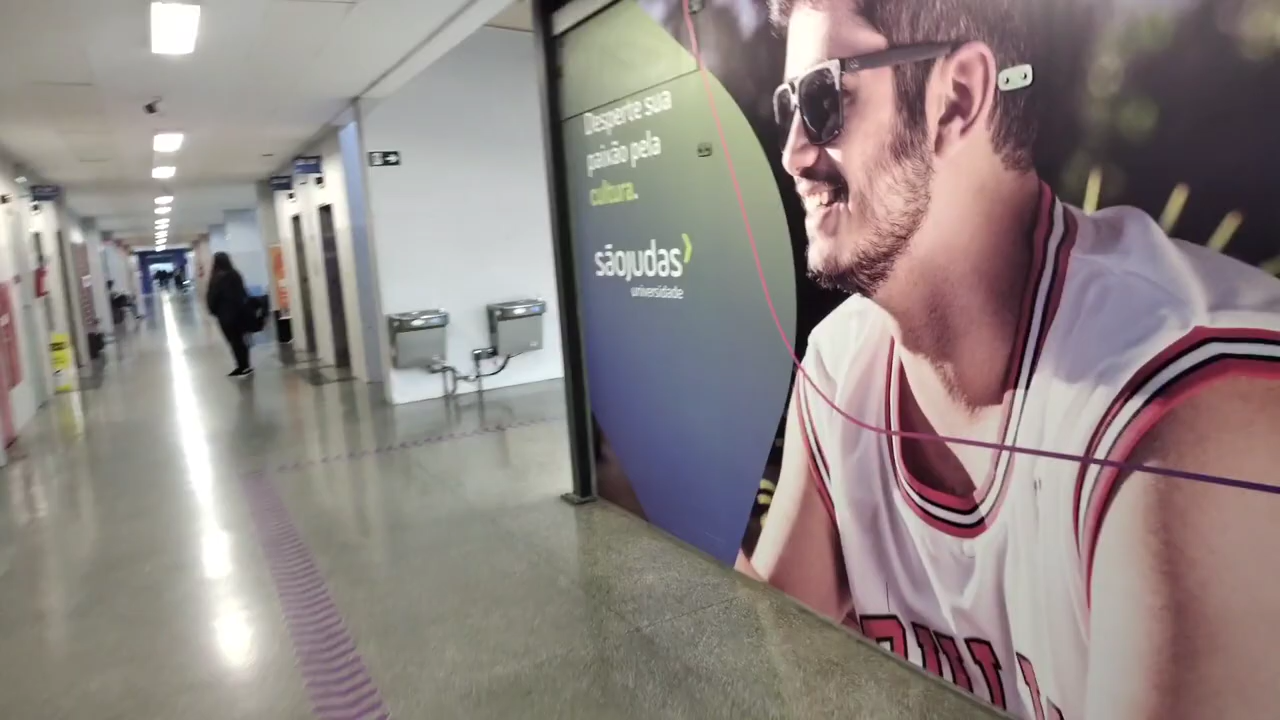 Desperte sua
paixão pela
cultura.
sãojudas
universidade